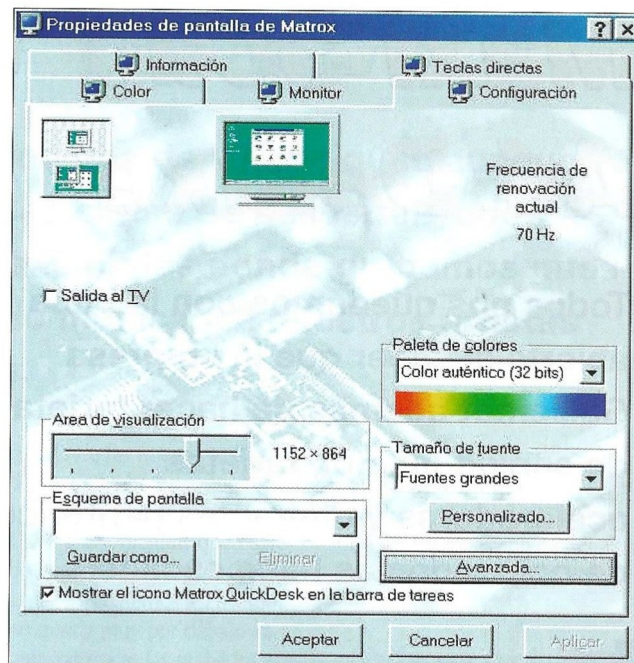 Propiedades de pantalla de Matrox
Información
Teclas directas
Color
Monitor
Configuración
Frecuencia de
renovación
actual
70 Hz
Salida al TV
Paleta de colores
Color auténtico (32 bits)
Area de visualización
1152 × 864
Tamaño de fuente
Fuentes grandes
Esquema de pantalla
Personalizado...
Guardar como...
Eliminar
Avanzada...
Mostrar el icono Matrox QuickDesk en la barra de tareas
Aceptar
Cancelar
Aplicar